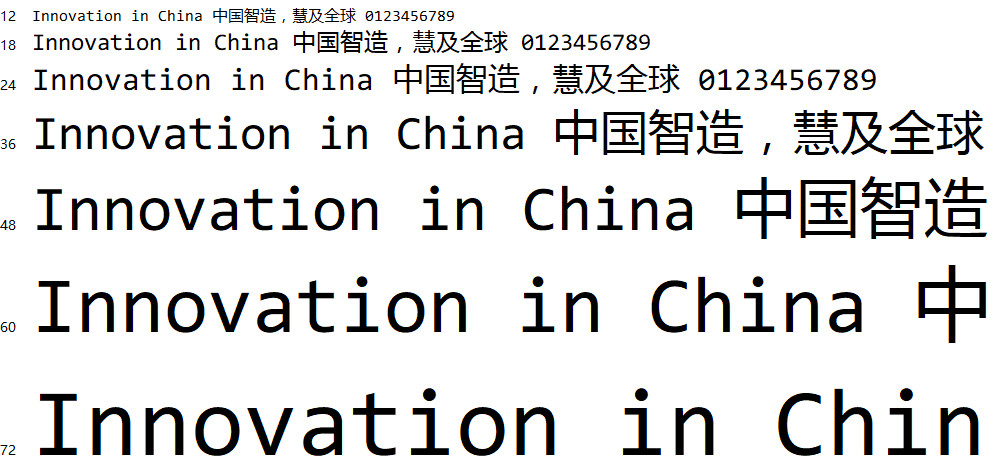 12 Innovation in China 中国智造，慧及全球 0123456789
18 Innovation in China 中国智造，慧及全球 0123456789
24 Innovation in China 中国智造，慧及全球 0123456789
36 Innovation in China 中国智造，慧及全球
48 Innovation in China 中国智造
60 Innovation in China 中
72 Innovation in Chin